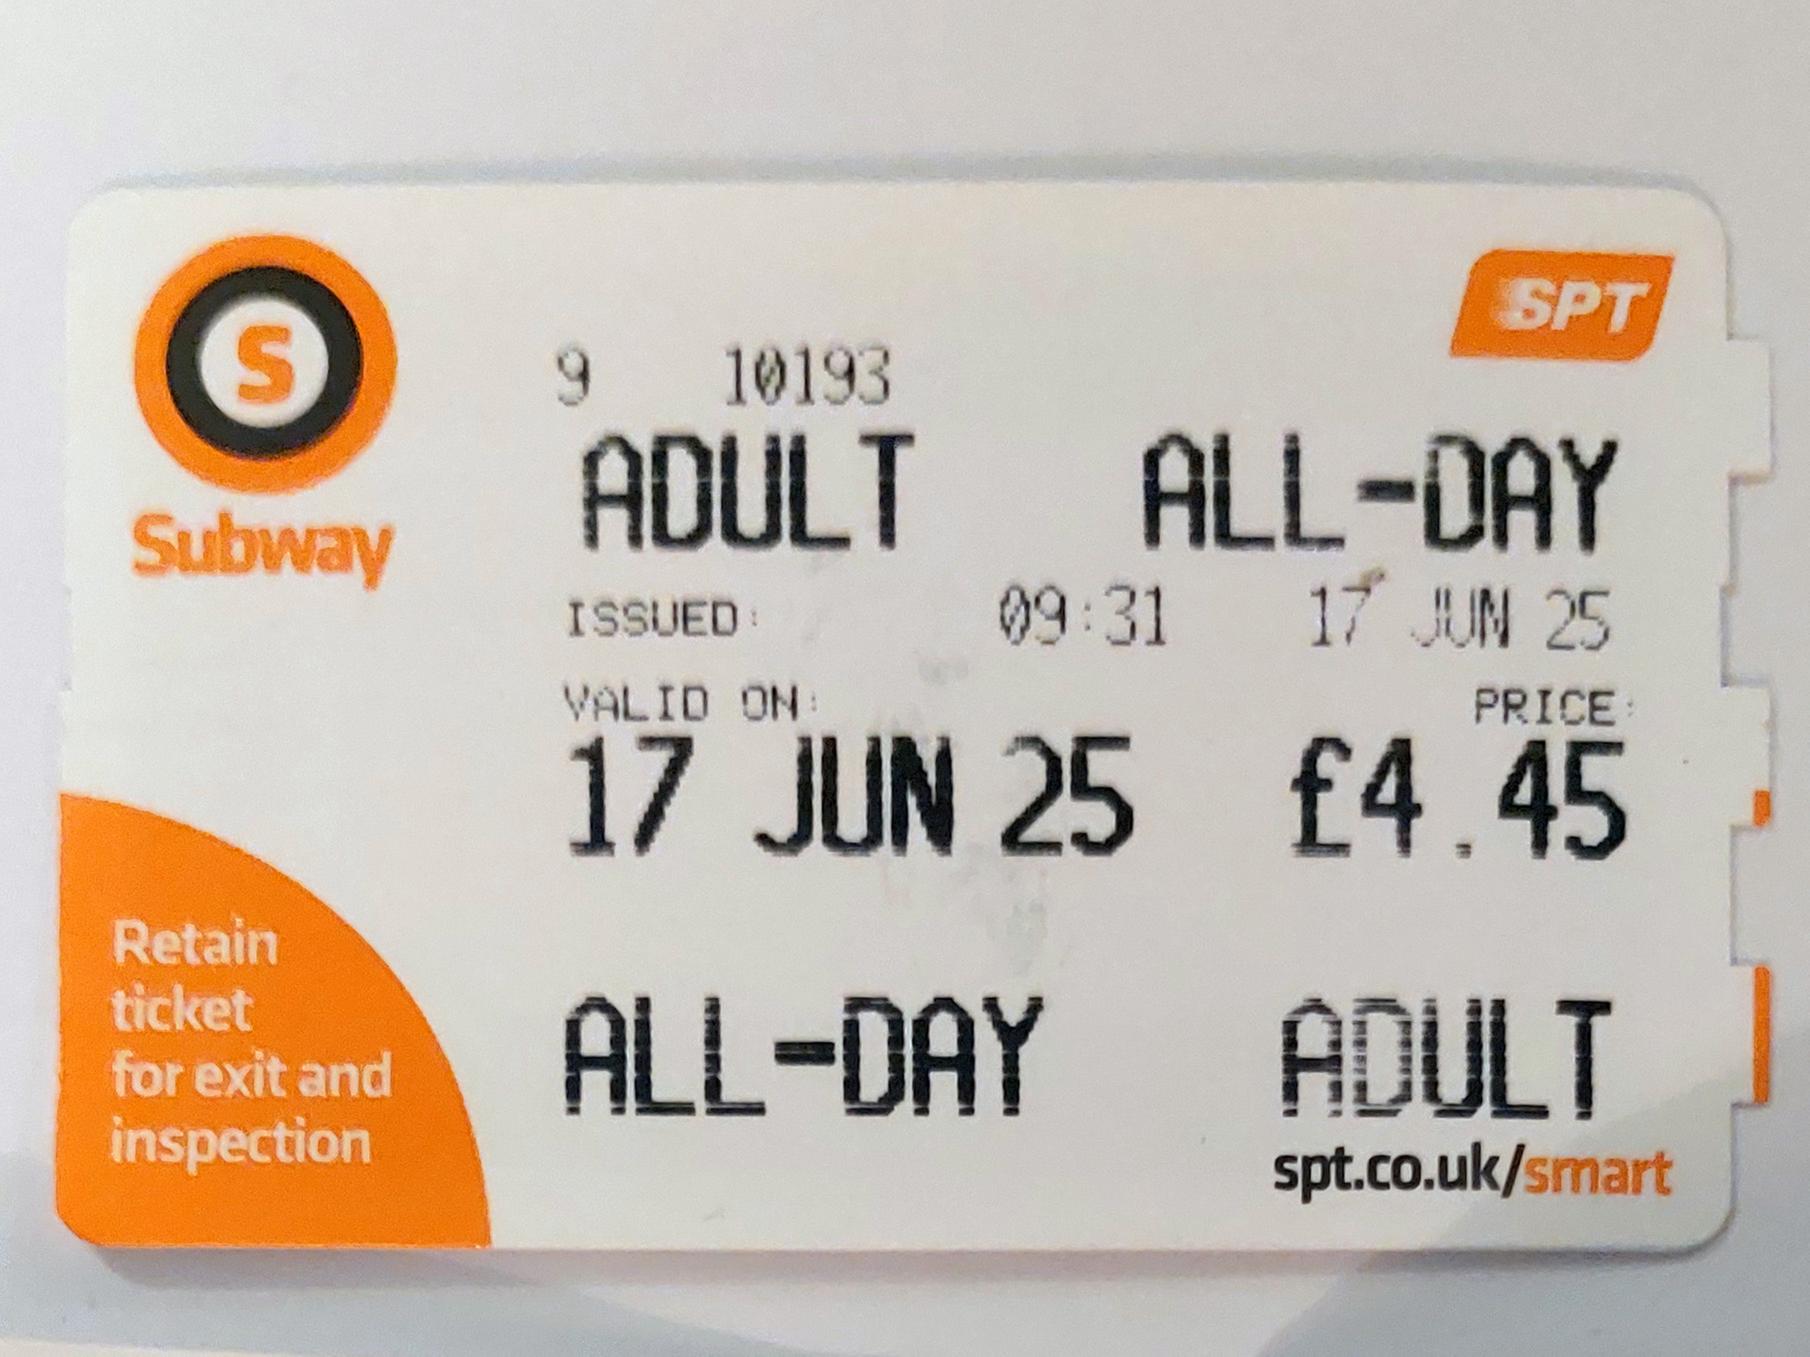 S
SPT
Subway
9 10193
ADULT ALL-DAY
ISSUED: 09:31 17 JUN 25
VALID ON: PRICE:
17 JUN 25 £4.45
Retain
ticket
for exit and
inspection
ALL-DAY ADULT
spt.co.uk/smart